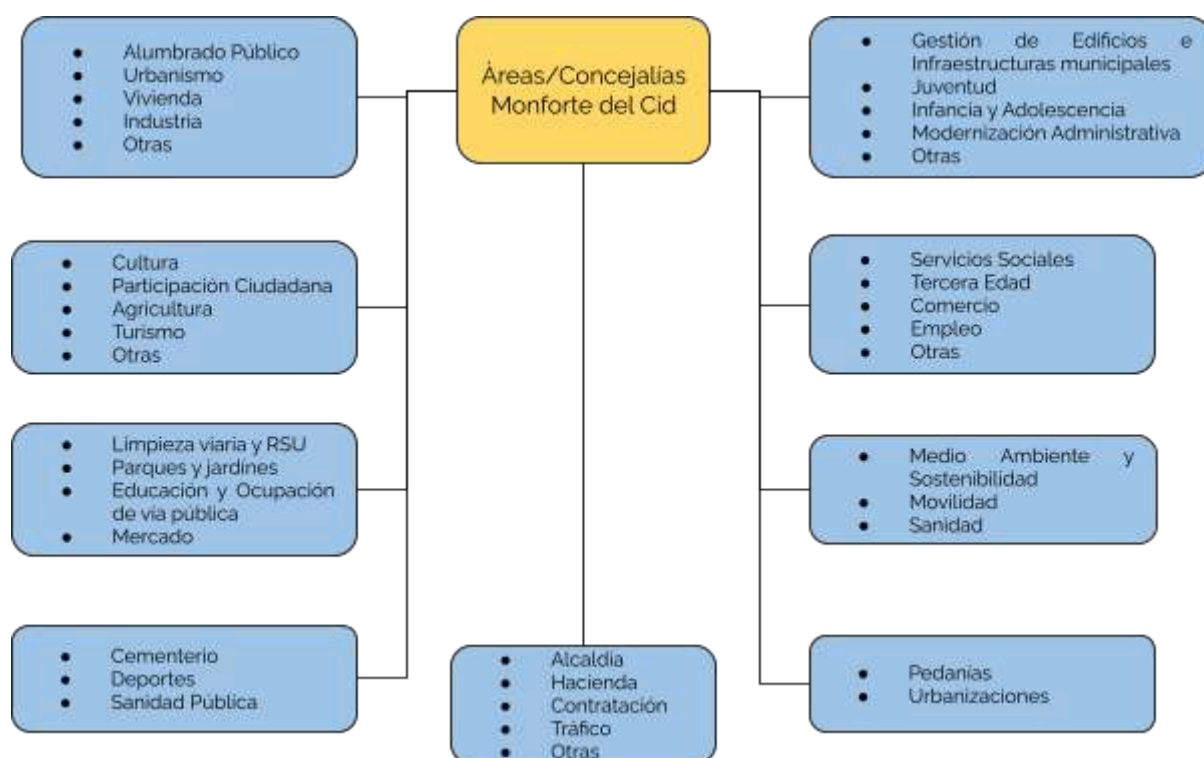 Áreas/Concejalías
Monforte del Cid
Alumbrado Público
Urbanismo
Vivienda
Industria
Otras
Cultura
Participación Ciudadana
Agricultura
Turismo
Otras
Limpieza viaria y RSU
Parques y jardines
Educación y Ocupación
de vía pública
Mercado
Cementerio
Deportes
Sanidad Pública
Alcaldía
Hacienda
Contratación
Tráfico
Otras
Gestión de Edificios e
Infraestructuras municipales
Juventud
Infancia y Adolescencia
Modernización Administrativa
Otras
Servicios Sociales
Tercera Edad
Comercio
Empleo
Otras
Medio Ambiente y
Sostenibilidad
Movilidad
Sanidad
Pedanías
Urbanizaciones